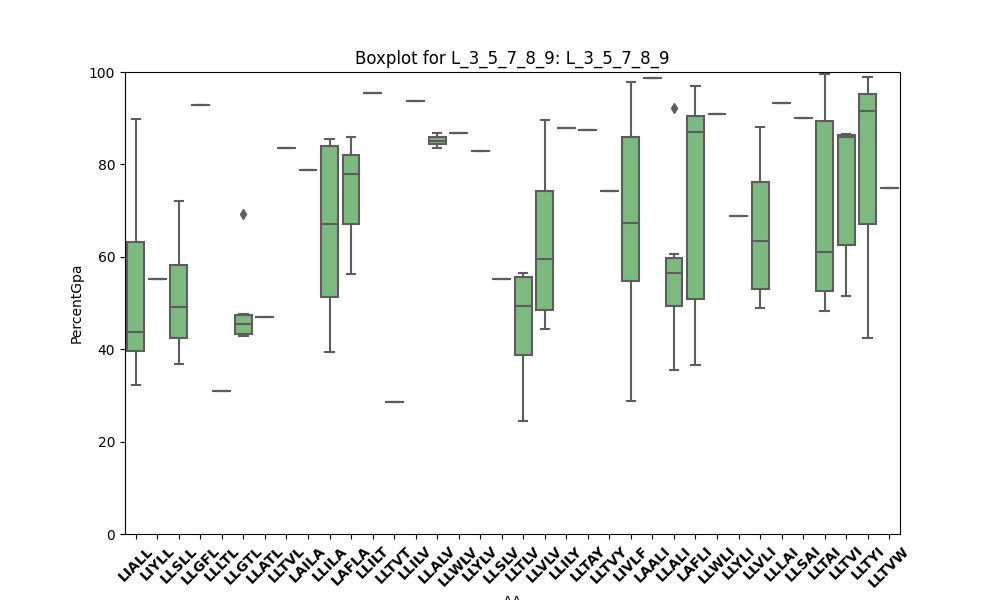 Boxplot for L_3_5_7_8_9: L_3_5_7_8_9
PercentGpa
100
80
60
40
20
0
LIALL
LIYLL
LLSLL
LLGFL
LLLTL
LLGTL
LLATL
LLTVL
LAILA
LLILA
LAFLA
LLILT
LLTVT
LLILV
LLALV
LLWLV
LLYLV
LLSLV
LLTLV
LLVLV
LLILY
LLTAY
LLTVY
LIVLF
LAALI
LLALI
LAFLI
LLWLI
LLYLI
LLVLI
LLLAI
LLSAI
LLTAI
LLTVI
LLTYI
LLTVW
AA